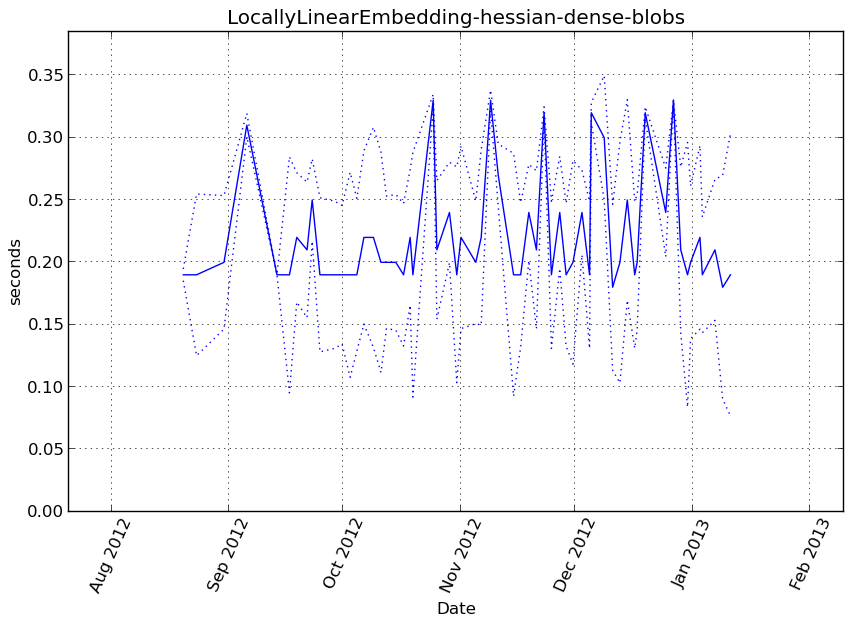 LocallyLinearEmbedding-hessian-dense-blobs
seconds
0.35
0.30
0.25
0.20
0.15
0.10
0.05
0.00
Aug 2012
Sep 2012
Oct 2012
Nov 2012
Dec 2012
Jan 2013
Feb 2013
Date